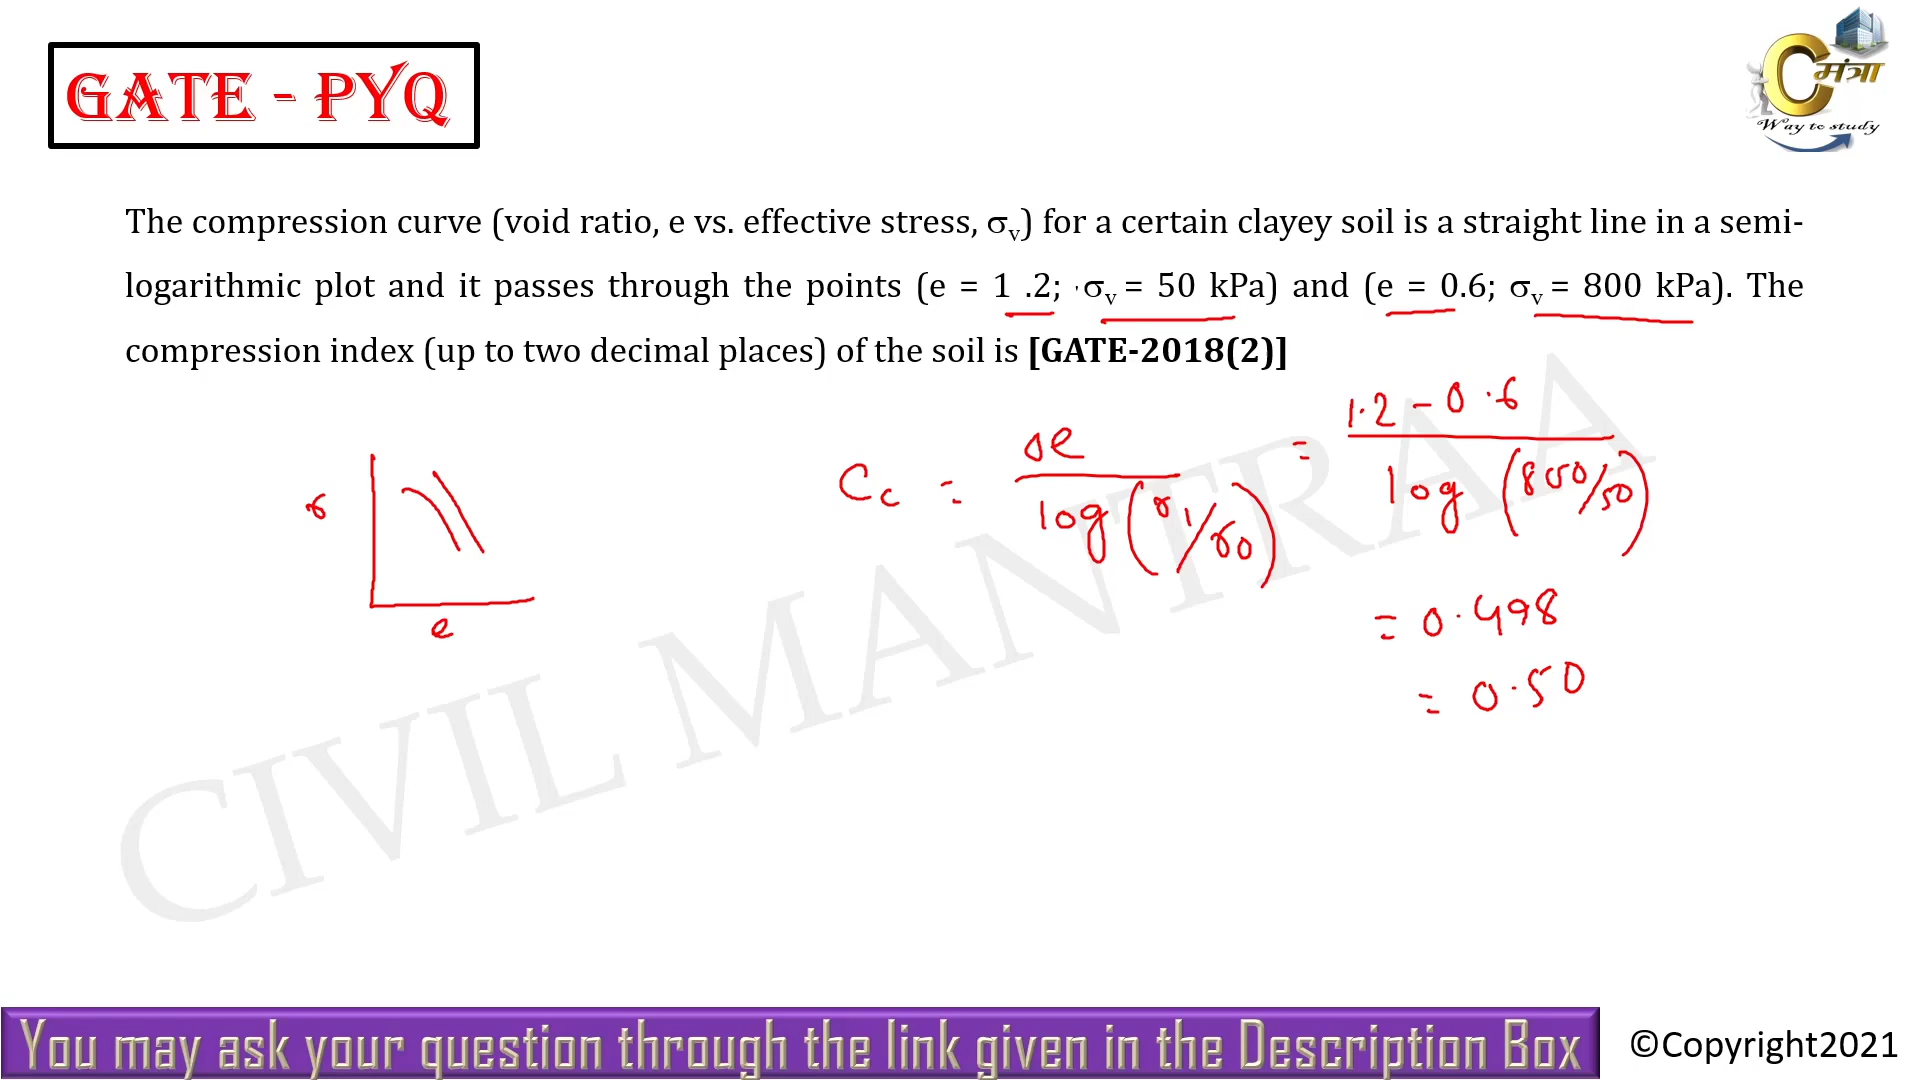 GATE - PYQ
Cमंत्रा
Way to study
The compression curve (void ratio, e vs. effective stress, σv) for a certain clayey soil is a straight line in a semi-
logarithmic plot and it passes through the points (e = 1 .2; σv = 50 kPa) and (e = 0.6; σv = 800 kPa). The
compression index (up to two decimal places) of the soil is [GATE-2018(2)]
σ
e
Cc = Δe / log(σ1/σ0) = 1.2 - 0.6 / log(800/50)
= 0.498
= 0.50
CIVIL MANTRAA
You may ask your question through the link given in the Description Box
©Copyright2021